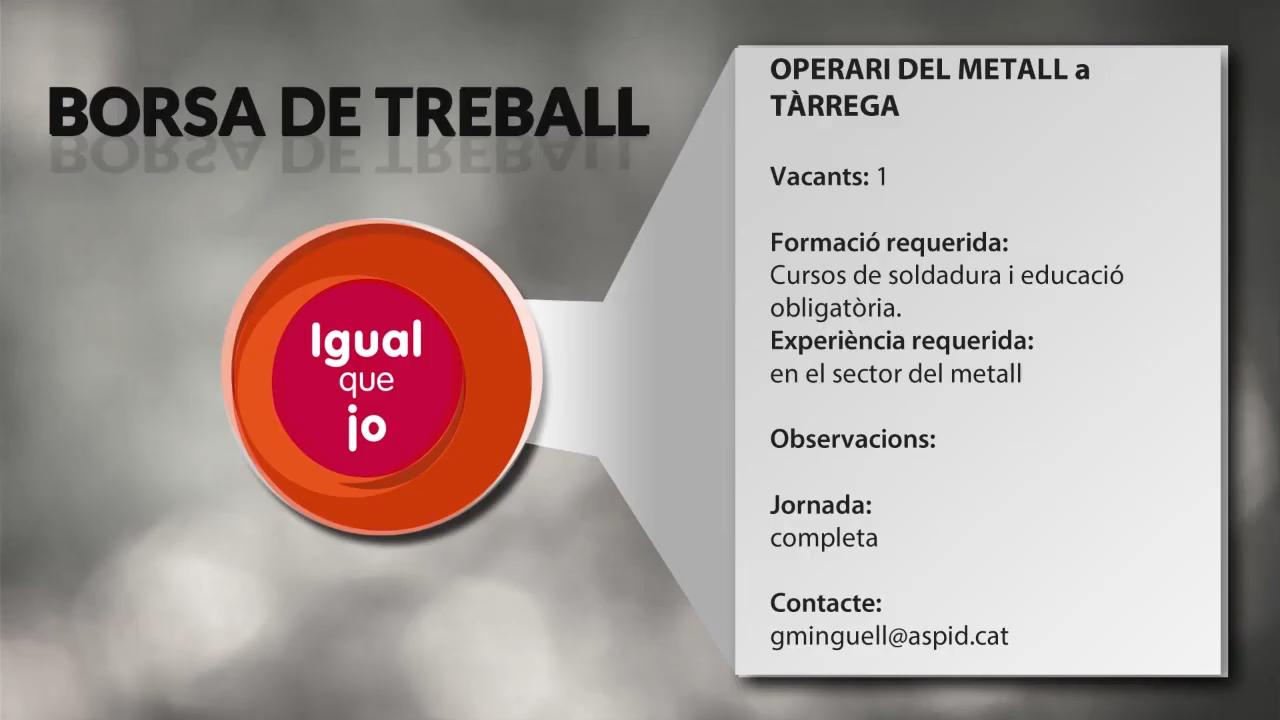 BORSA DE TREBALL
Igual
que
jo
OPERARI DEL METALL a
TÀRREGA
Vacants: 1
Formació requerida:
Cursos de soldadura i educació
obligatòria.
Experiència requerida:
en el sector del metall
Observacions:
Jornada:
completa
Contacte:
gminguell@aspid.cat